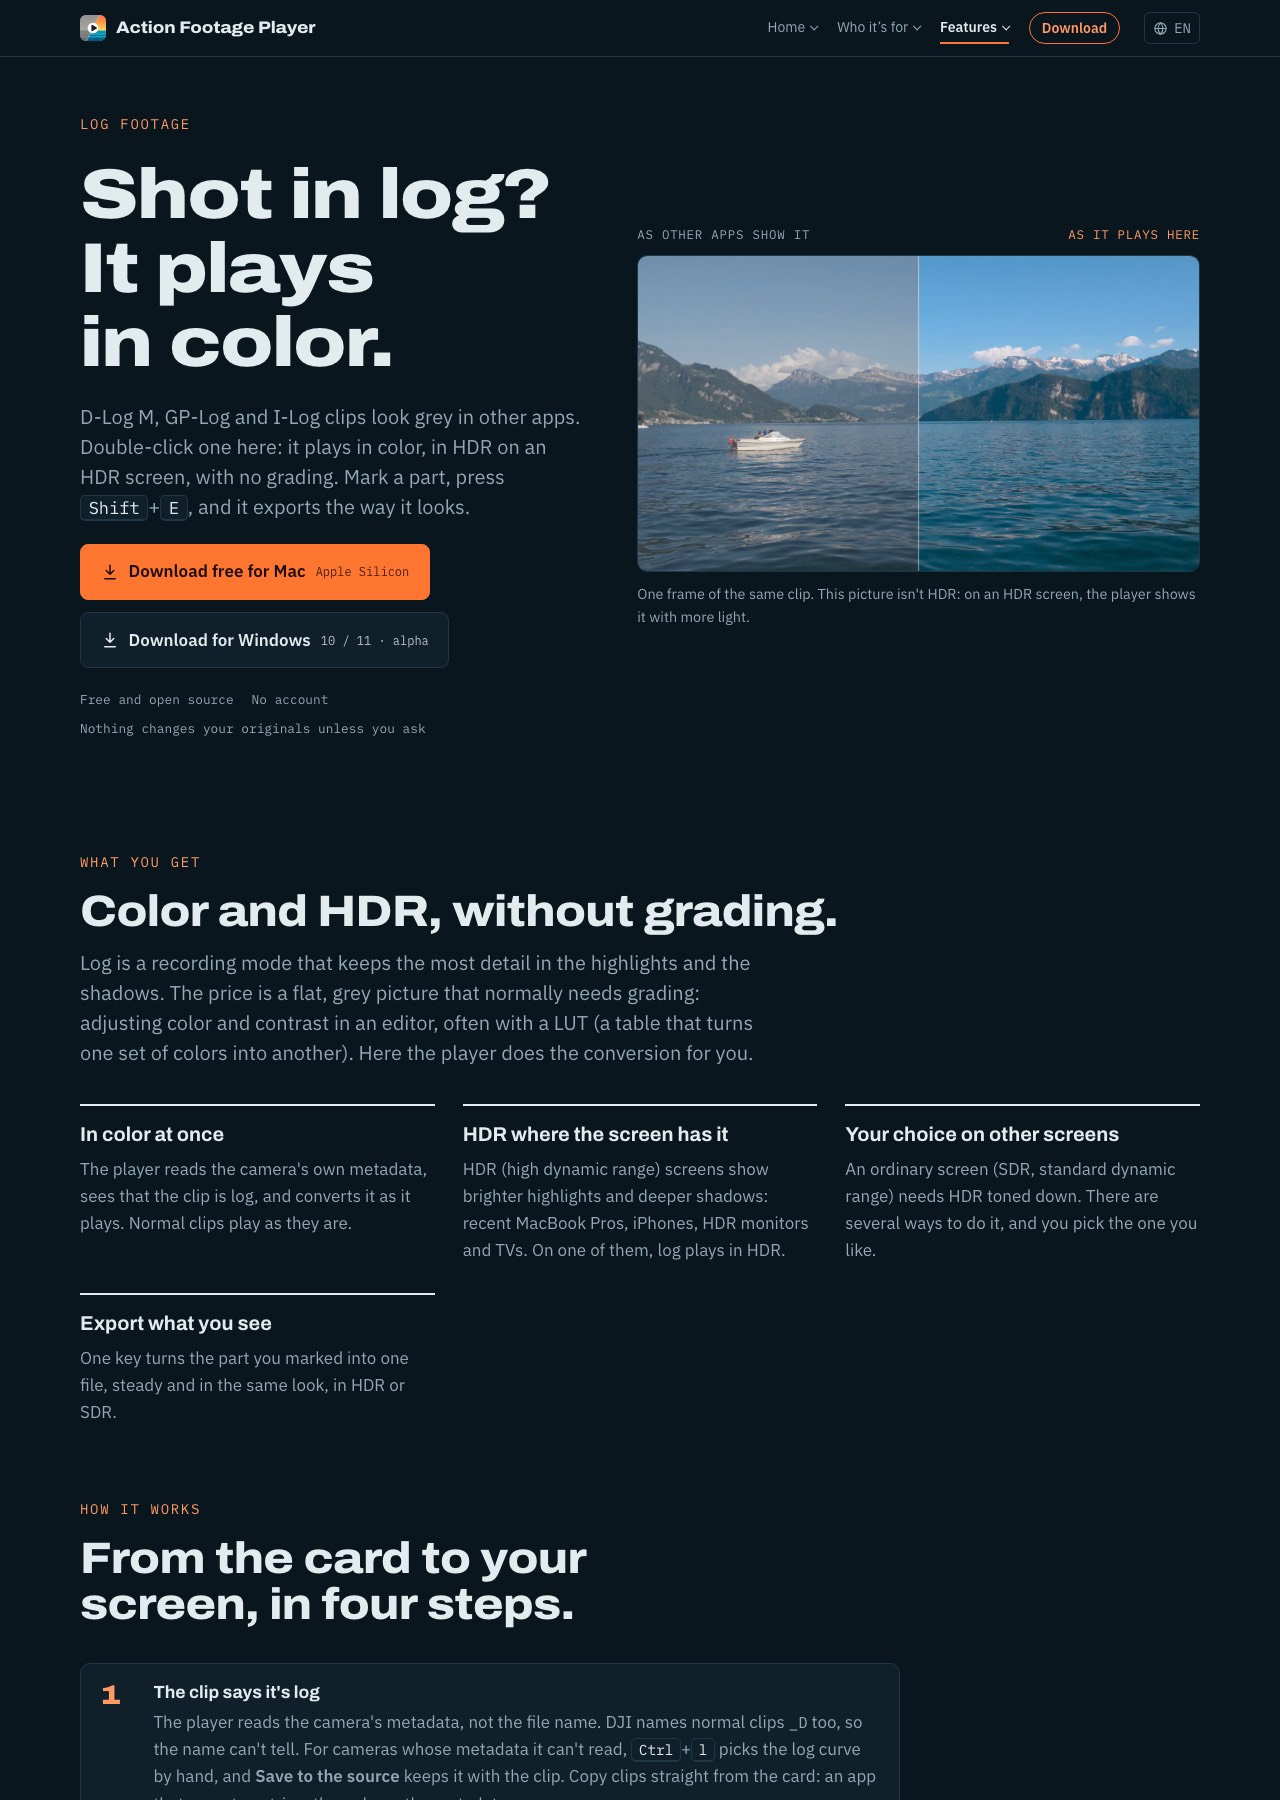 Action Footage Player
Home
Who it's for
Features
Download
EN
LOG FOOTAGE
Shot in log?
It plays
in color.
D-Log M, GP-Log and I-Log clips look grey in other apps.
Double-click one here: it plays in color, in HDR on an
HDR screen, with no grading. Mark a part, press
Shift+E, and it exports the way it looks.
Download free for Mac Apple Silicon
Download for Windows 10 / 11 · alpha
Free and open source No account
Nothing changes your originals unless you ask
AS OTHER APPS SHOW IT
AS IT PLAYS HERE
One frame of the same clip. This picture isn't HDR: on an HDR screen, the player shows
it with more light.
WHAT YOU GET
Color and HDR, without grading.
Log is a recording mode that keeps the most detail in the highlights and the
shadows. The price is a flat, grey picture that normally needs grading:
adjusting color and contrast in an editor, often with a LUT (a table that turns
one set of colors into another). Here the player does the conversion for you.
In color at once
The player reads the camera's own metadata,
sees that the clip is log, and converts it as it
plays. Normal clips play as they are.
HDR where the screen has it
HDR (high dynamic range) screens show
brighter highlights and deeper shadows:
recent MacBook Pros, iPhones, HDR monitors
and TVs. On one of them, log plays in HDR.
Your choice on other screens
An ordinary screen (SDR, standard dynamic
range) needs HDR toned down. There are
several ways to do it, and you pick the one you
like.
Export what you see
One key turns the part you marked into one
file, steady and in the same look, in HDR or
SDR.
HOW IT WORKS
From the card to your
screen, in four steps.
1
The clip says it's log
The player reads the camera's metadata, not the file name. DJI names normal clips _D too, so
the name can't tell. For cameras whose metadata it can't read, Ctrl+l picks the log curve
by hand, and Save to the source keeps it with the clip. Copy clips straight from the card: an app